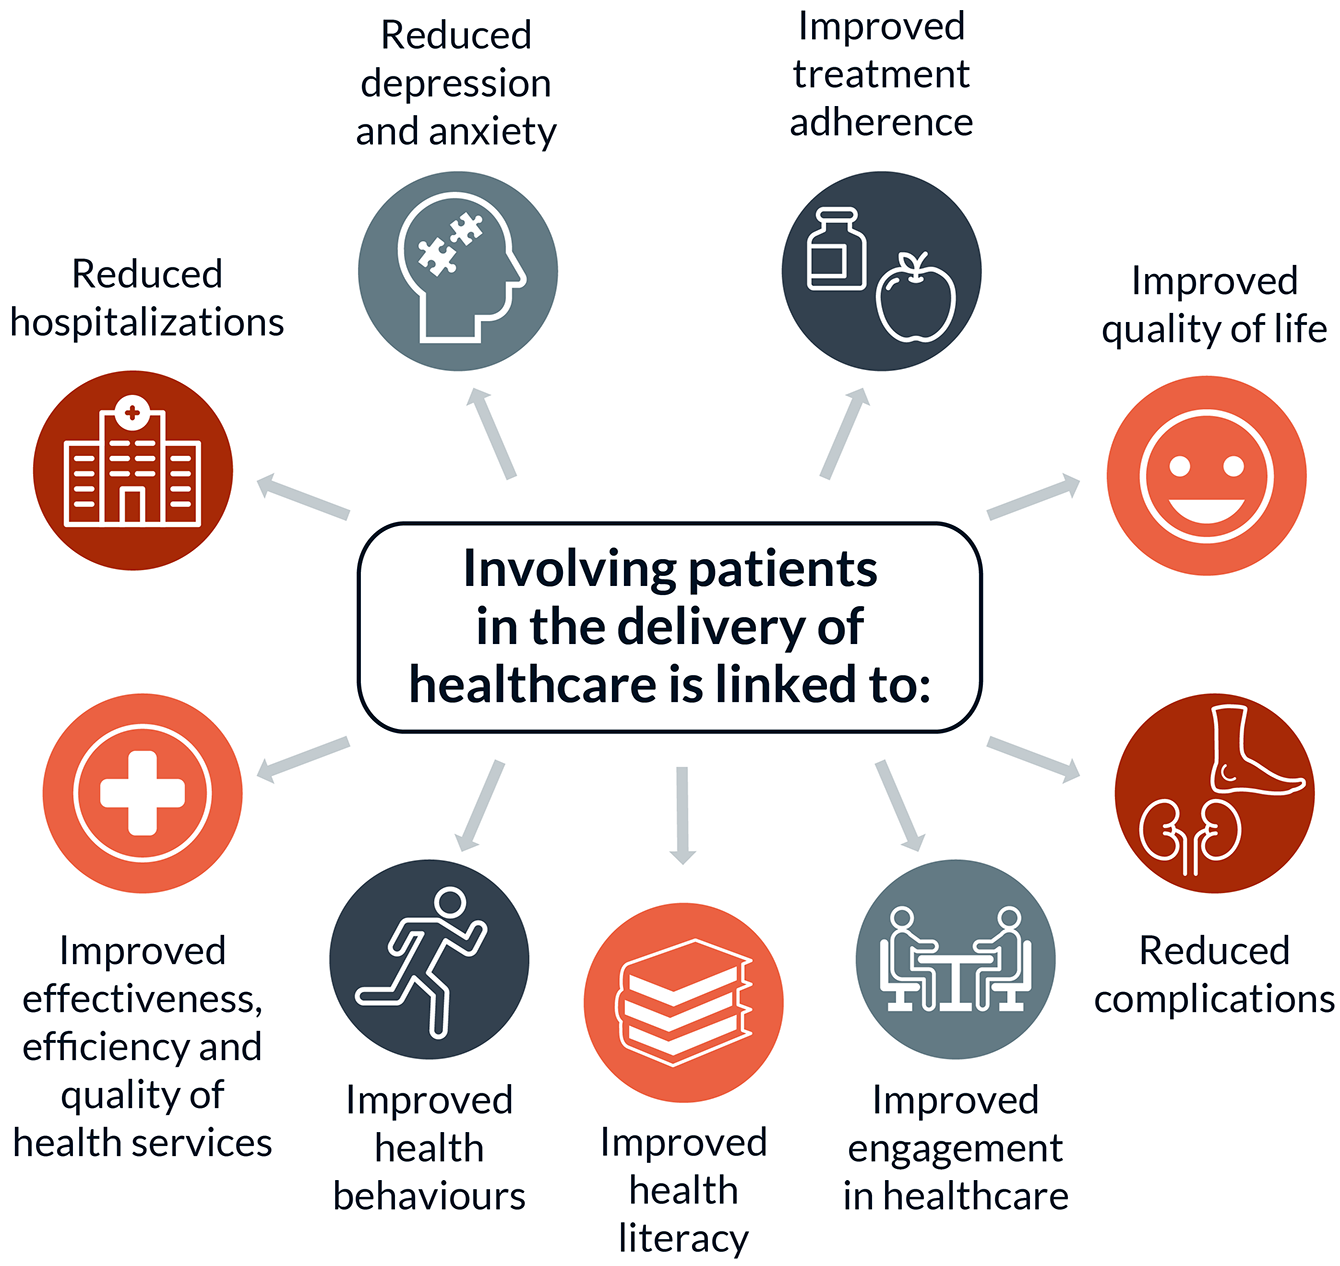 Reduced
depression
and anxiety
Improved
treatment
adherence
Reduced
hospitalizations
Improved
quality of life
Involving patients
in the delivery of
healthcare is linked to:
Improved
effectiveness,
efficiency and
quality of
health services
Improved
health
behaviours
Improved
health
literacy
Improved
engagement
in healthcare
Reduced
complications